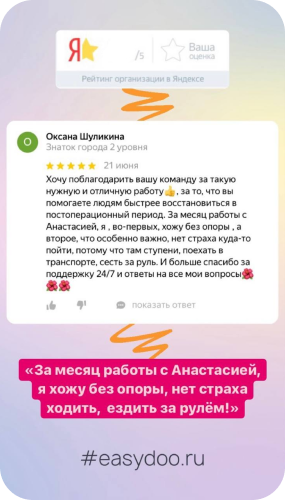 Я
/5
Ваша
оценка
Рейтинг организации в Яндексе
О
Оксана Шуликина
Знаток города 2 уровня
21 июня
Хочу поблагодарить вашу команду за такую
нужную и отличную работу👍, за то, что вы
помогаете людям быстрее восстановиться в
постоперационный период. За месяц работы с
Анастасией, я , во-первых, хожу без опоры , а
второе, что особенно важно, нет страха куда-то
пойти, потому что там ступени, поехать в
транспорте, сесть за руль. И больше спасибо за
поддержку 24/7 и ответы на все мои вопросы🌺
🌺🌺
показать ответ
«За месяц работы с Анастасией,
я хожу без опоры, нет страха
ходить, ездить за рулём!»
#easydoo.ru